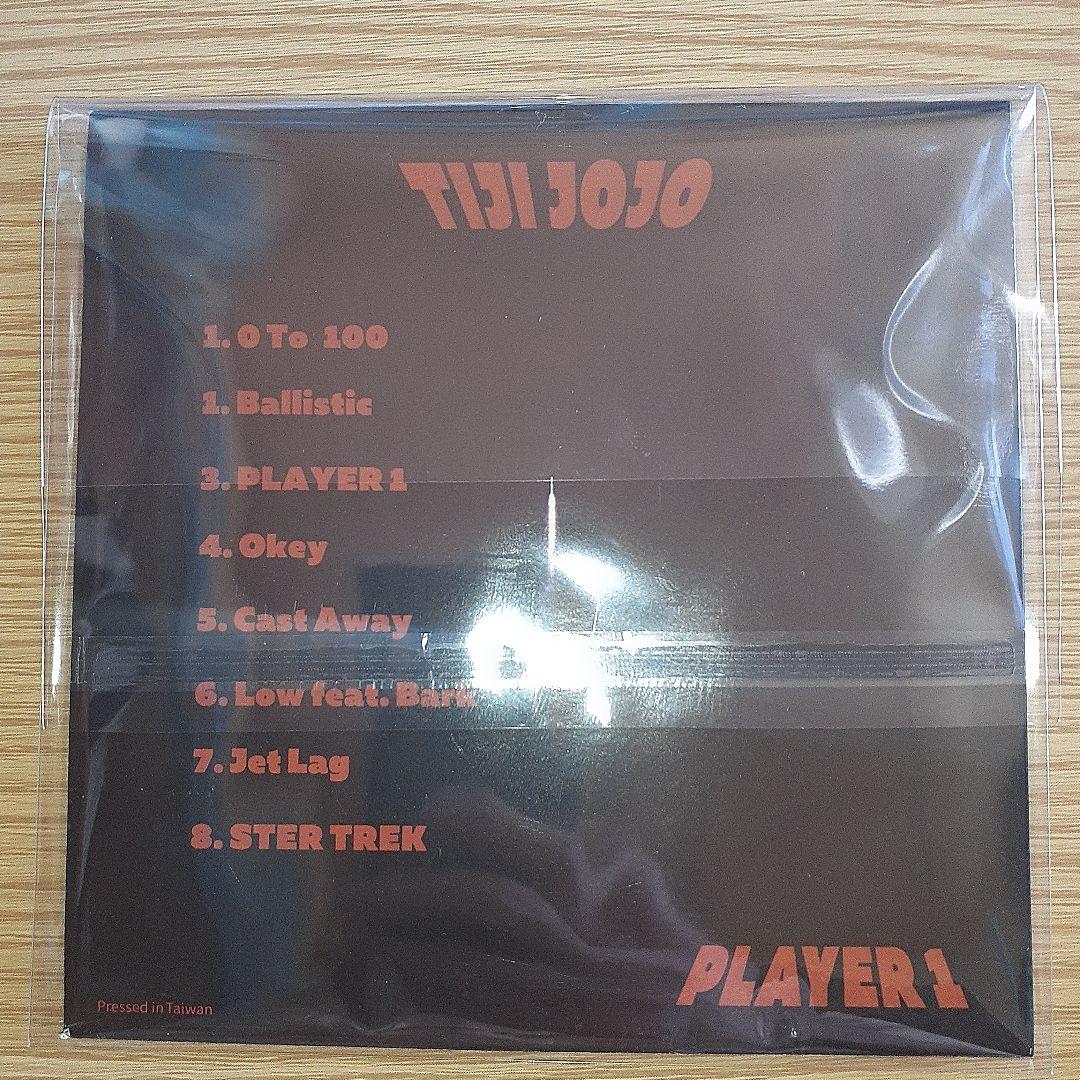 TIJI JOJO
1. 0 To 100
1. Ballistic
3. PLAYER 1
4. Okey
5. Cast Away
6. Low feat. Bark
7. Jet Lag
8. STER TREK
PLAYER 1
Pressed in Taiwan